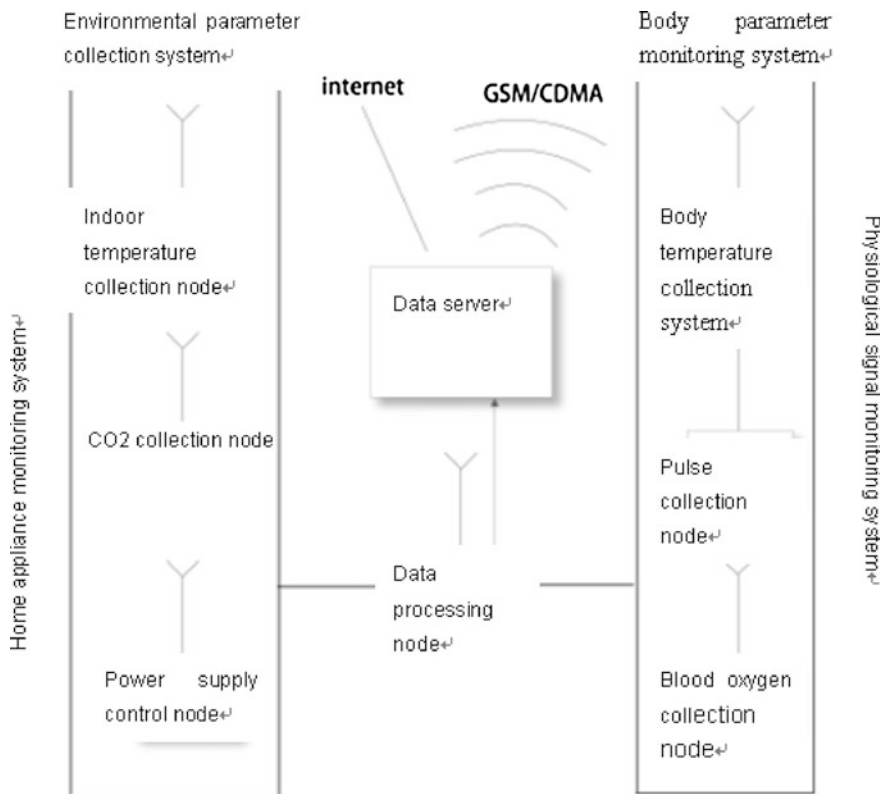 Environmental parameter
collection system↵
Body parameter
monitoring system↵
internet
GSM/CDMA
Indoor
temperature
collection node↵
Body
temperature
collection
system↵
Data server↵
Home appliance monitoring system↵
Physiological signal monitoring system↵
CO2 collection node
Pulse
collection
node↵
Data
processing
node↵
Power supply
control node↵
Blood oxygen
collection
node↵